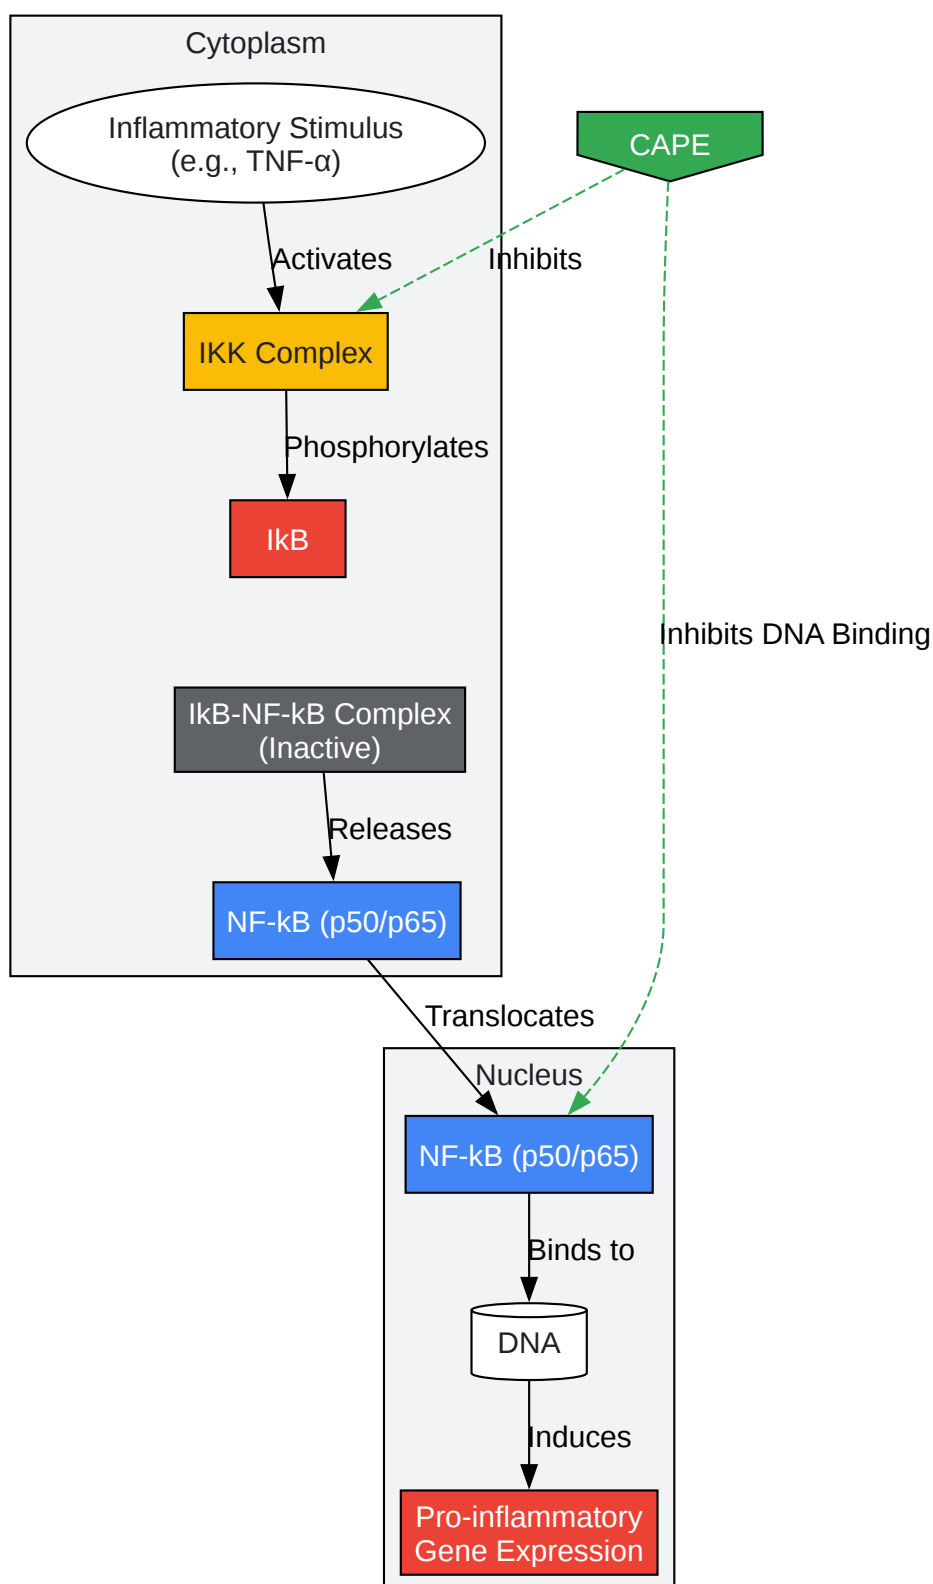 Cytoplasm
Inflammatory Stimulus
(e.g., TNF-α)
CAPE
Activates
Inhibits
IKK Complex
Phosphorylates
IkB
Inhibits DNA Binding
IkB-NF-kB Complex
(Inactive)
Releases
NF-kB (p50/p65)
Translocates
Nucleus
NF-kB (p50/p65)
Binds to
DNA
Induces
Pro-inflammatory
Gene Expression